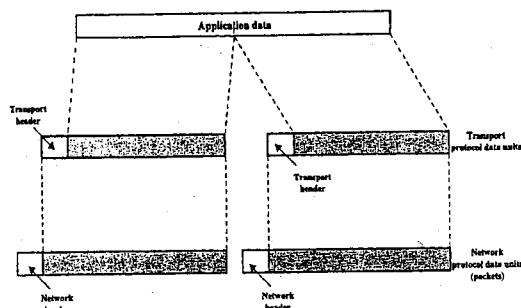 Application data
Transport
header
Transport
protocol data units
Transport
header
Network
protocol data units
(packets)
Network
Network
header